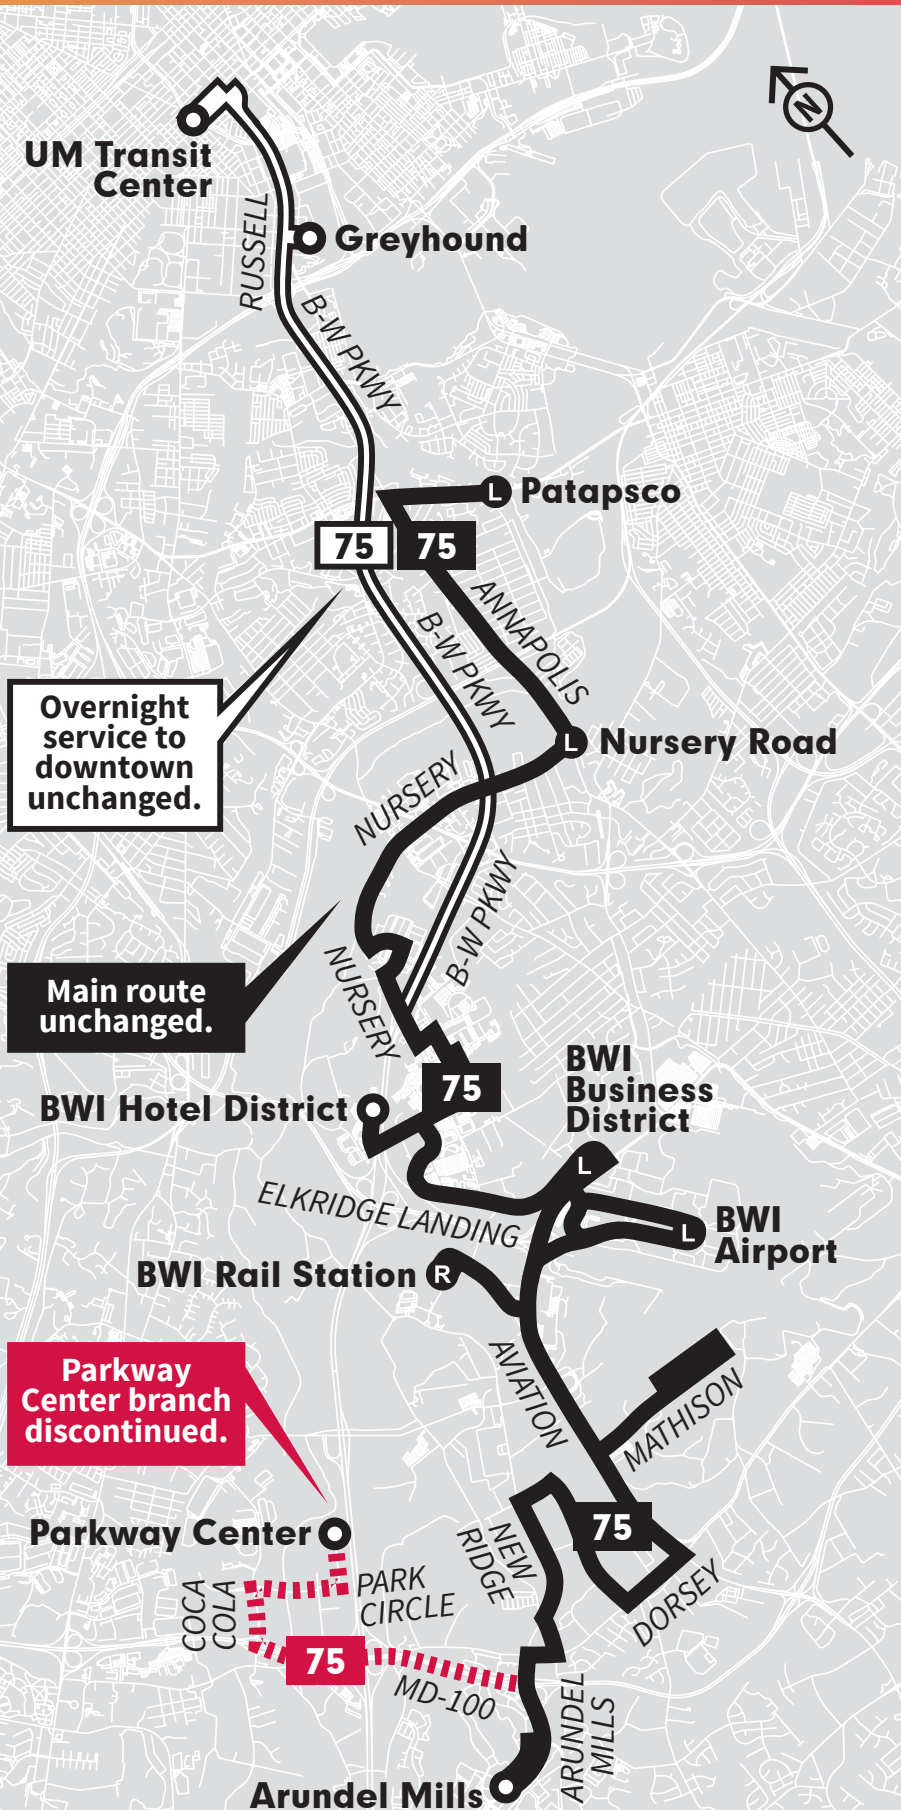 N
UM Transit
Center
RUSSELL
Greyhound
B-W PKWY
L
Patapsco
75
75
ANNAPOLIS
B-W PKWY
Overnight
service to
downtown
unchanged.
L
Nursery Road
NURSERY
B-W PKWY
NURSERY
Main route
unchanged.
75
BWI
Business
District
BWI Hotel District
L
ELKRIDGE LANDING
L
BWI
Airport
BWI Rail Station
R
AVIATION
MATHISON
Parkway
Center branch
discontinued.
Parkway Center
75
NEW
RIDGE
DORSEY
PARK
CIRCLE
COCA
COLA
75
MD-100
ARUNDEL
MILLS
Arundel Mills